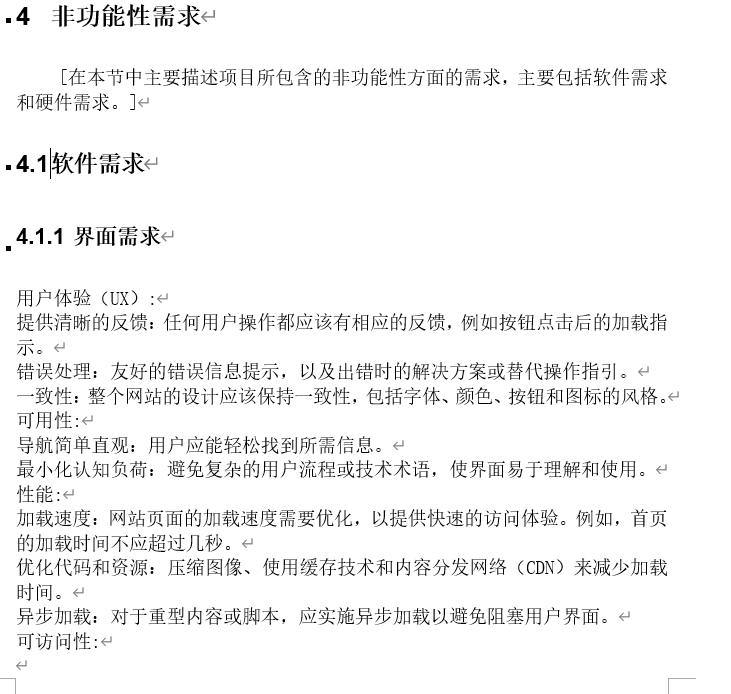 4 非功能性需求
[在本节中主要描述项目所包含的非功能性方面的需求，主要包括软件需求
和硬件需求。]
4.1软件需求
4.1.1 界面需求
用户体验（UX）:
提供清晰的反馈：任何用户操作都应该有相应的反馈，例如按钮点击后的加载指
示。
错误处理：友好的错误信息提示，以及出错时的解决方案或替代操作指引。
一致性：整个网站的设计应该保持一致性，包括字体、颜色、按钮和图标的风格。
可用性:
导航简单直观：用户应能轻松找到所需信息。
最小化认知负荷：避免复杂的用户流程或技术术语，使界面易于理解和使用。
性能:
加载速度：网站页面的加载速度需要优化，以提供快速的访问体验。例如，首页
的加载时间不应超过几秒。
优化代码和资源：压缩图像、使用缓存技术和内容分发网络（CDN）来减少加载
时间。
异步加载：对于重型内容或脚本，应实施异步加载以避免阻塞用户界面。
可访问性: